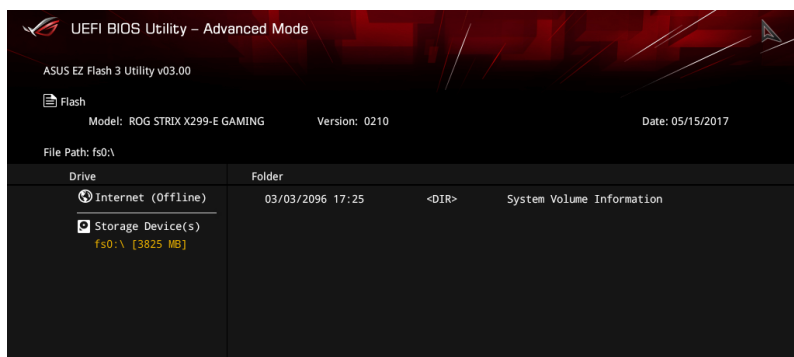 UEFI BIOS Utility – Advanced Mode
ASUS EZ Flash 3 Utility v03.00
Flash
Model: ROG STRIX X299-E GAMING Version: 0210 Date: 05/15/2017
File Path: fs0:\
Drive Folder
Internet (Offline) 03/03/2096 17:25 <DIR> System Volume Information
Storage Device(s)
fs0:\ [3825 MB]